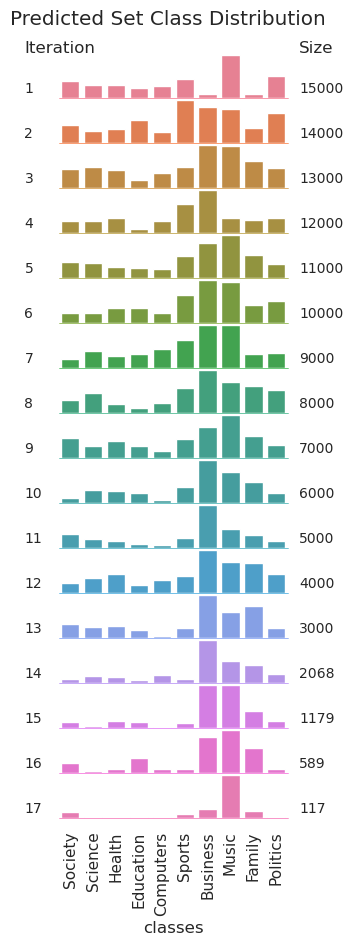 Predicted Set Class Distribution
Iteration Size
1 15000
2 14000
3 13000
4 12000
5 11000
6 10000
7 9000
8 8000
9 7000
10 6000
11 5000
12 4000
13 3000
14 2068
15 1179
16 589
17 117
Society
Science
Health
Education
Computers
Sports
Business
Music
Family
Politics
classes